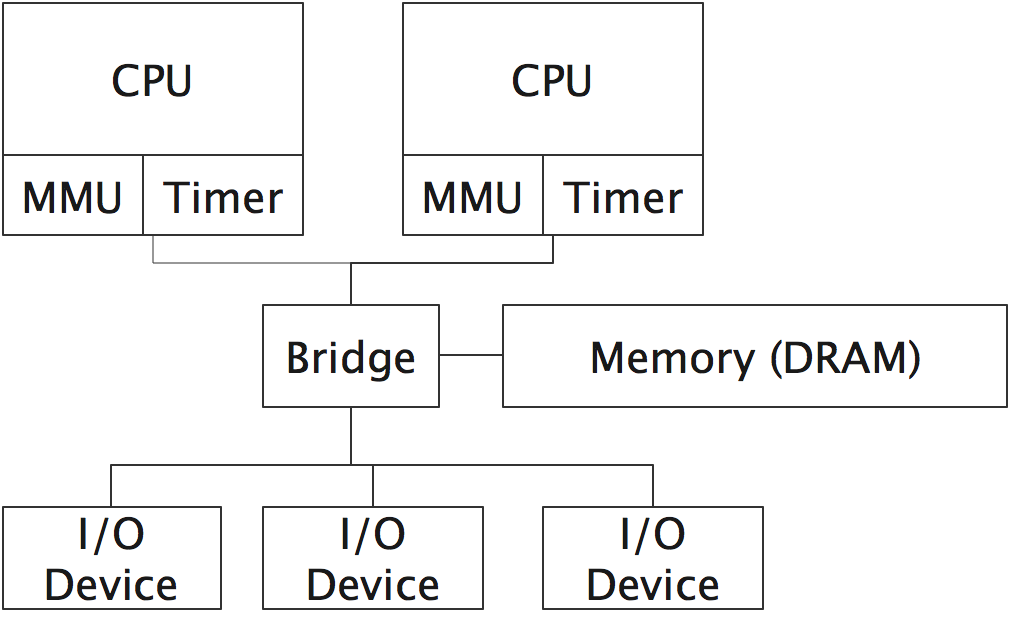 CPU
CPU
MMU
Timer
MMU
Timer
Bridge
Memory (DRAM)
I/O
Device
I/O
Device
I/O
Device